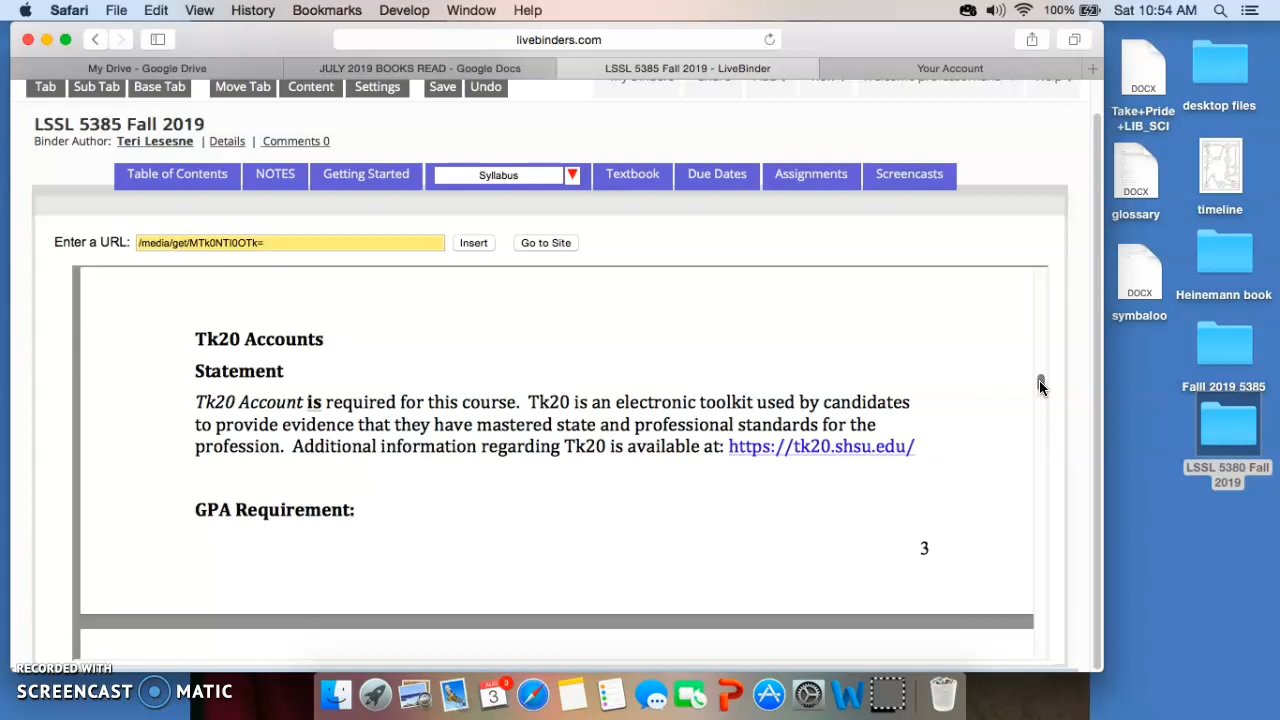 Safari File Edit View History Bookmarks Develop Window Help 100% Sat 10:54 AM
livebinders.com
My Drive - Google Drive JULY 2019 BOOKS READ - Google Docs LSSL 5385 Fall 2019 - LiveBinder Your Account
Tab Sub Tab Base Tab Move Tab Content Settings Save Undo
LSSL 5385 Fall 2019
Binder Author: Teri Lesesne | Details | Comments 0
Table of Contents NOTES Getting Started Syllabus Textbook Due Dates Assignments Screencasts
Enter a URL: /media/get/MTk0NTI0OTk= Insert Go to Site
Tk20 Accounts
Statement
Tk20 Account is required for this course. Tk20 is an electronic toolkit used by candidates
to provide evidence that they have mastered state and professional standards for the
profession. Additional information regarding Tk20 is available at: https://tk20.shsu.edu/
GPA Requirement:
3
DOCX
Take+Pride
+LIB_SCI
desktop files
DOCX
glossary
timeline
DOCX
symbaloo
Heinemann book
Falll 2019 5385
LSSL 5380 Fall
2019
RECORDED WITH
SCREENCAST MATIC
AUG
3
3